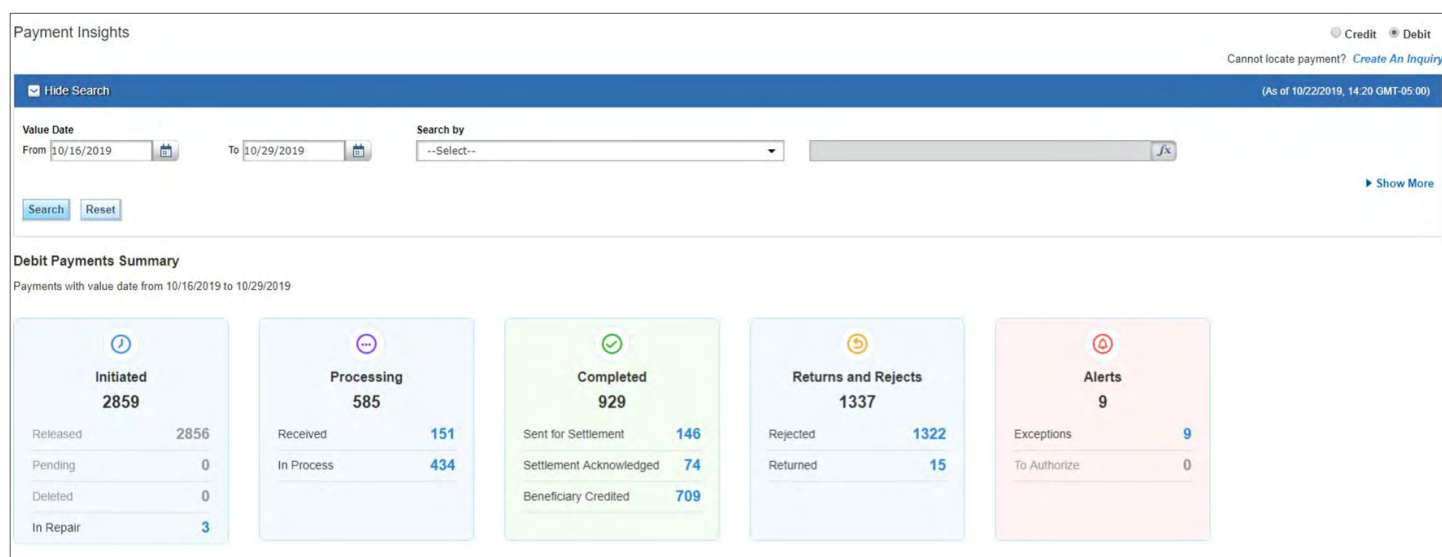 Payment Insights
Credit Debit
Cannot locate payment? Create An Inquiry
Hide Search (As of 10/22/2019, 14:20 GMT-05:00)
Value Date Search by
From 10/16/2019 To 10/29/2019 --Select-- fx
Show More
Search Reset
Debit Payments Summary
Payments with value date from 10/16/2019 to 10/29/2019
Initiated
2859
Released 2856
Pending 0
Deleted 0
In Repair 3
Processing
585
Received 151
In Process 434
Completed
929
Sent for Settlement 146
Settlement Acknowledged 74
Beneficiary Credited 709
Returns and Rejects
1337
Rejected 1322
Returned 15
Alerts
9
Exceptions 9
To Authorize 0